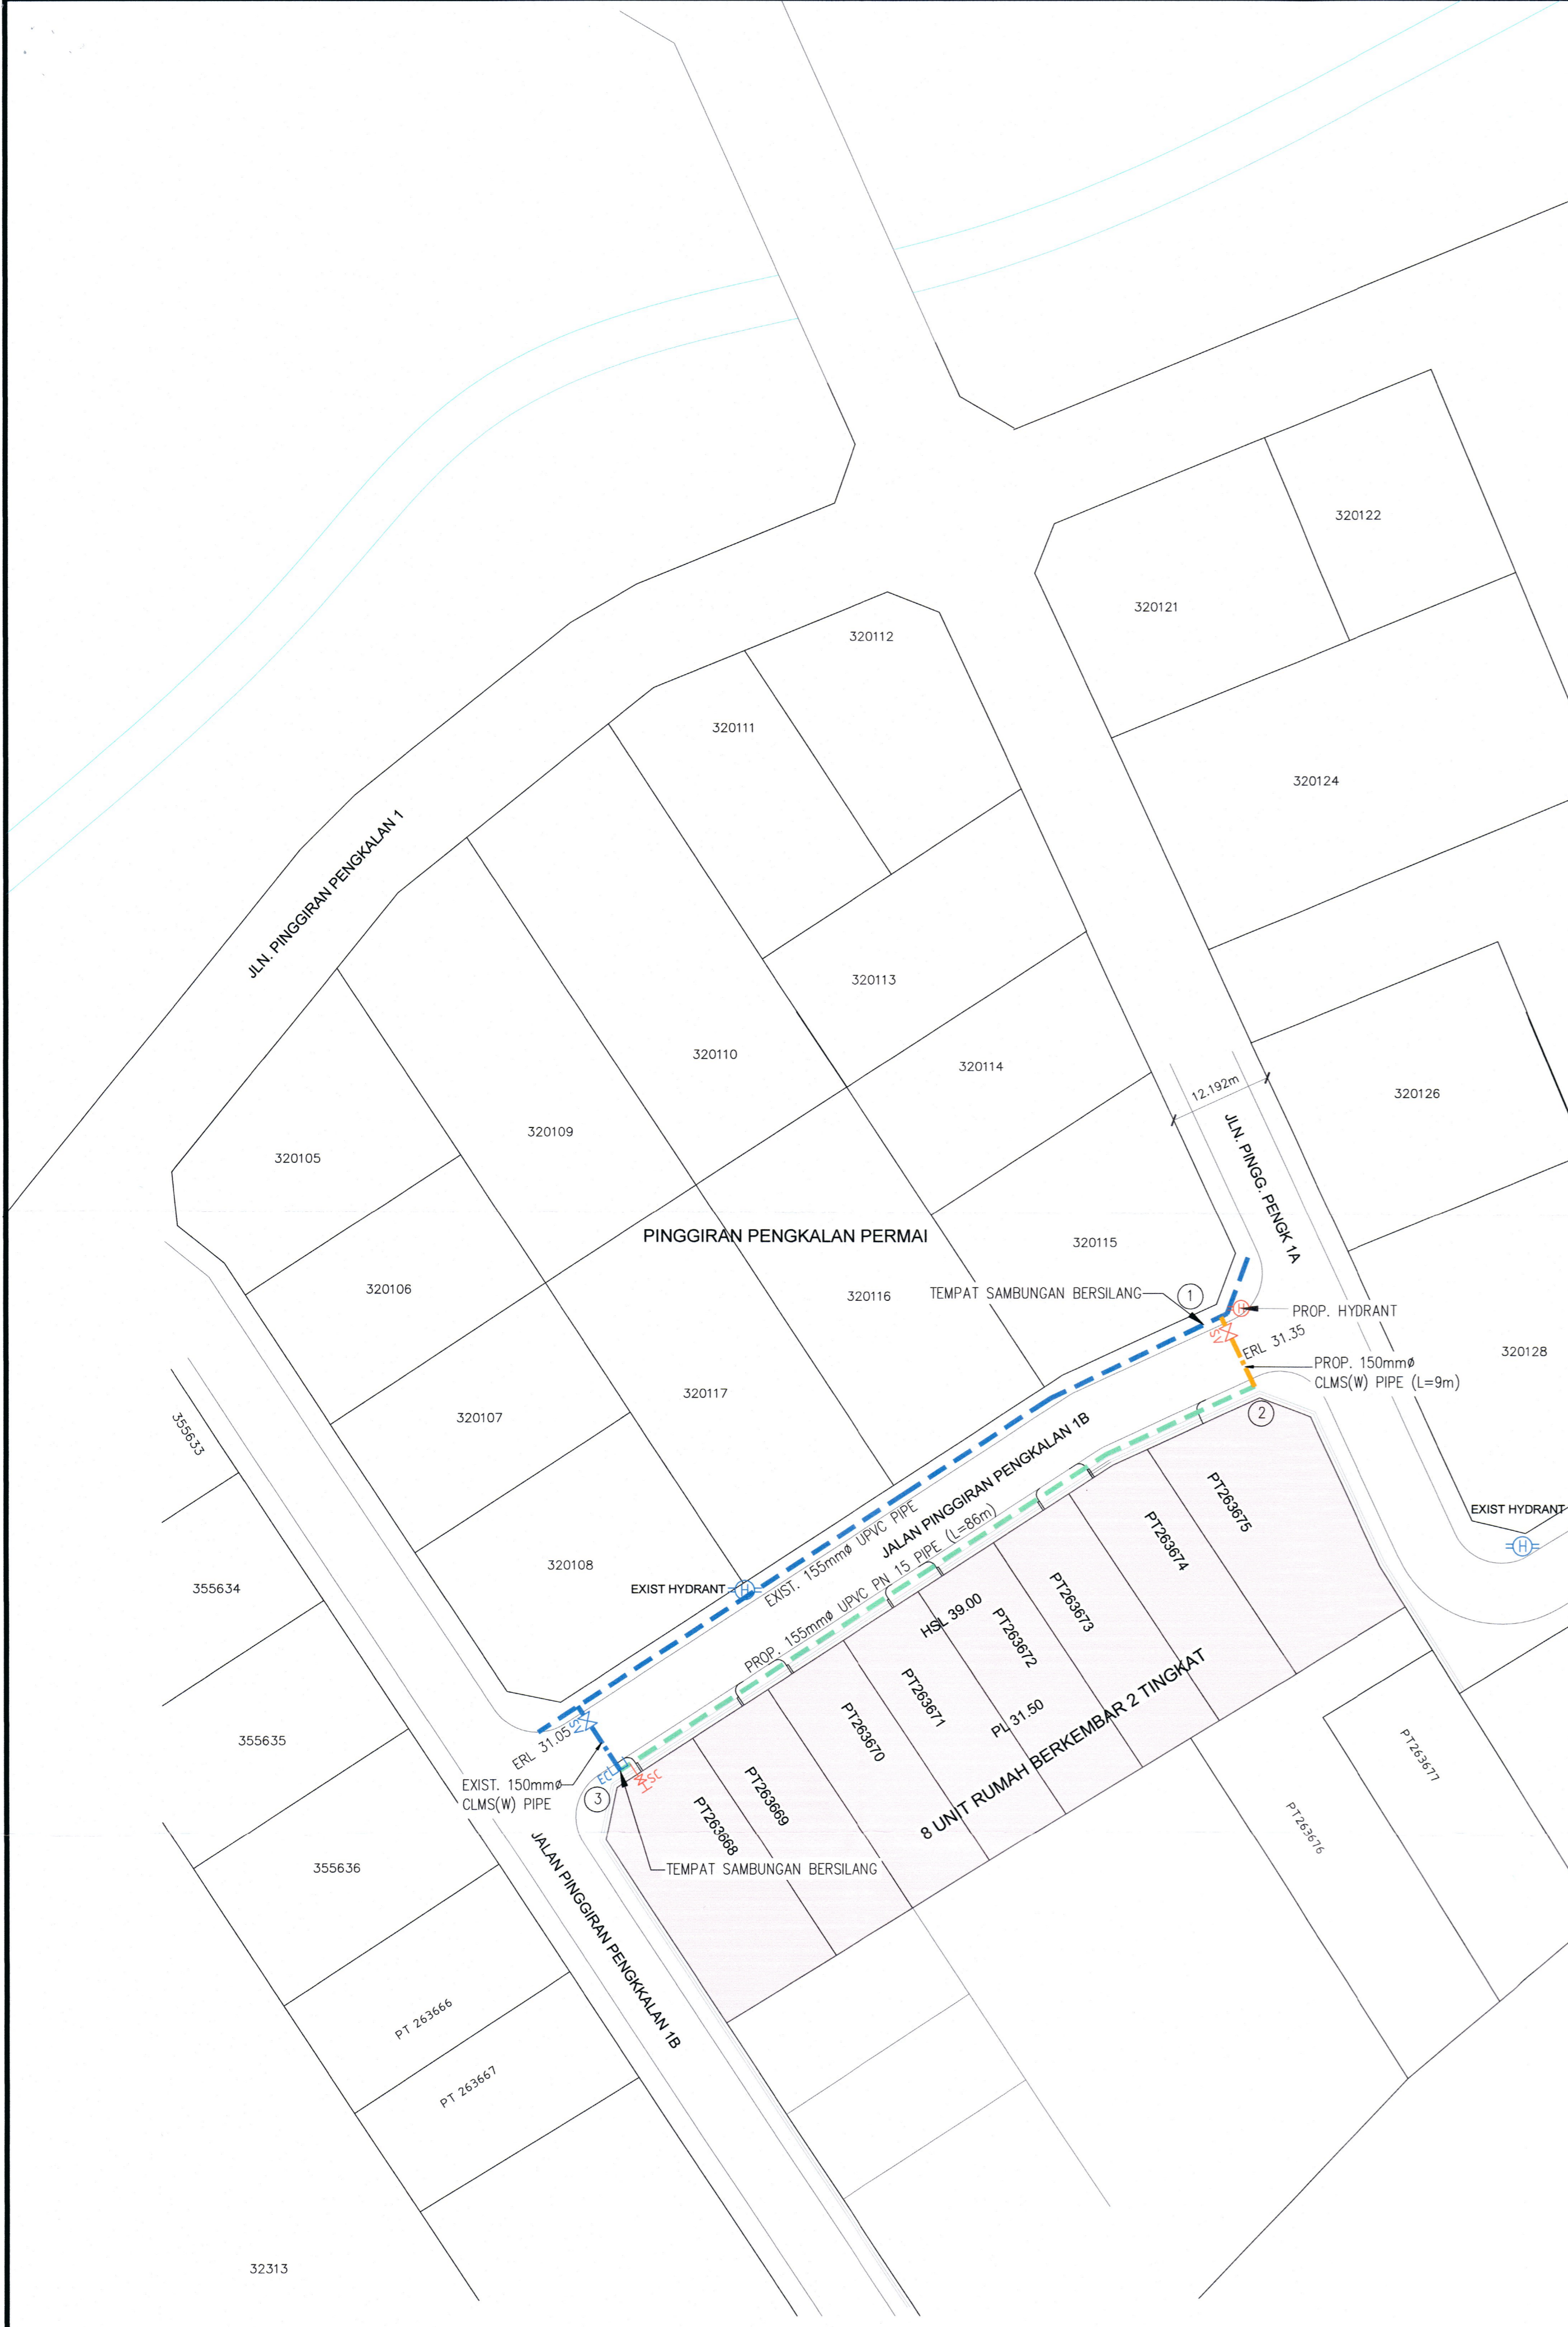 320122
320121
320112
320111
320124
JLN. PINGGIRAN PENGKALAN 1
320113
320110
320114
12.192m
320126
320109
320105
JLN. PINGG. PENGK 1A
PINGGIRAN PENGKALAN PERMAI
320115
320106
320116
TEMPAT SAMBUNGAN BERSILANG
1
H
PROP. HYDRANT
SV
ERL 31.35
320128
PROP. 150mmø
CLMS(W) PIPE (L=9m)
320117
320107
2
355633
JALAN PINGGIRAN PENGKALAN 1B
EXIST. 155mmø UPVC PIPE
PROP. 155mmø UPVC PN 15 PIPE (L=86m)
PT263675
PT263674
EXIST HYDRANT
H
320108
EXIST HYDRANT
H
355634
HSL 39.00
PT263673
PT263672
PT263671
PT263670
PL 31.50
8 UNIT RUMAH BERKEMBAR 2 TINGKAT
SV
ERL 31.05
355635
EC
SC
EXIST. 150mmø
CLMS(W) PIPE
3
PT263669
PT263668
PT263677
PT263676
TEMPAT SAMBUNGAN BERSILANG
355636
JALAN PINGGIRAN PENGKKALAN 1B
PT 263666
PT 263667
32313